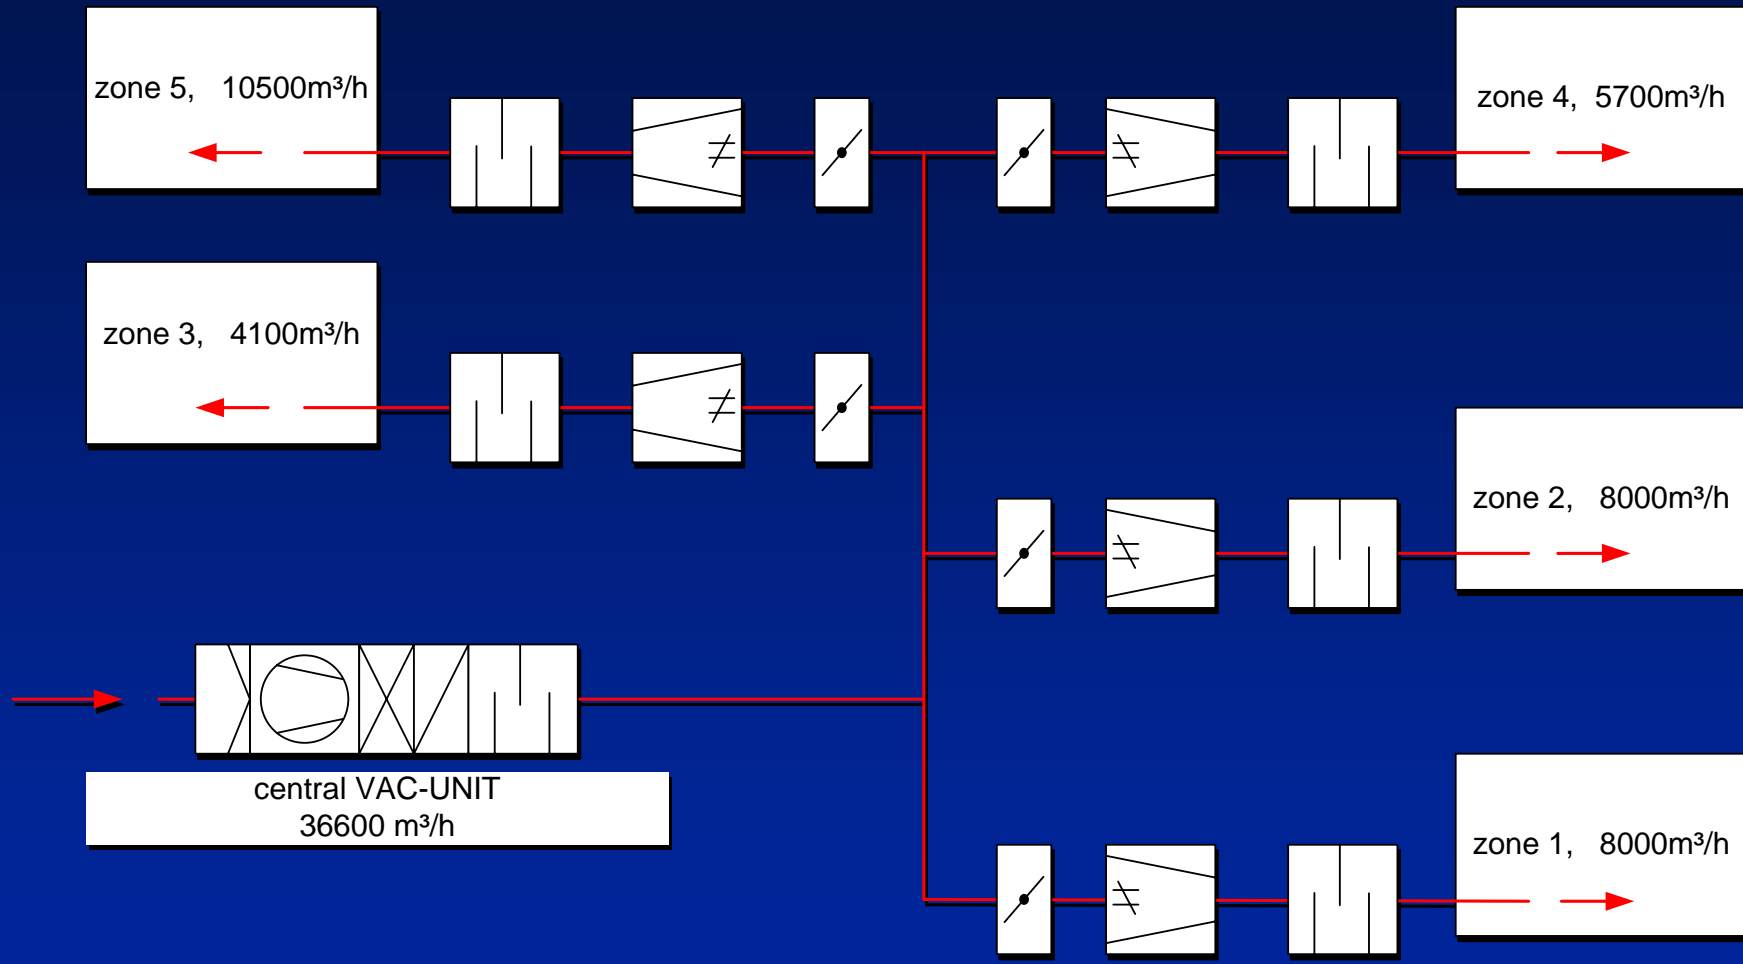 zone 5, 10500m³/h
zone 4, 5700m³/h
zone 3, 4100m³/h
zone 2, 8000m³/h
central VAC-UNIT
36600 m³/h
zone 1, 8000m³/h